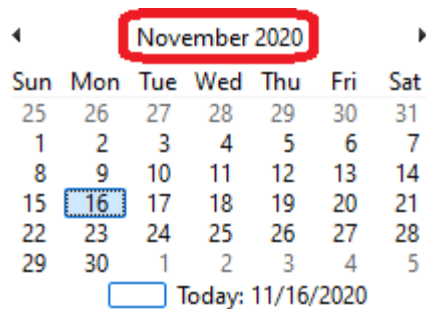 November 2020
Sun Mon Tue Wed Thu Fri Sat
25 26 27 28 29 30 31
1 2 3 4 5 6 7
8 9 10 11 12 13 14
15 16 17 18 19 20 21
22 23 24 25 26 27 28
29 30 1 2 3 4 5
Today: 11/16/2020